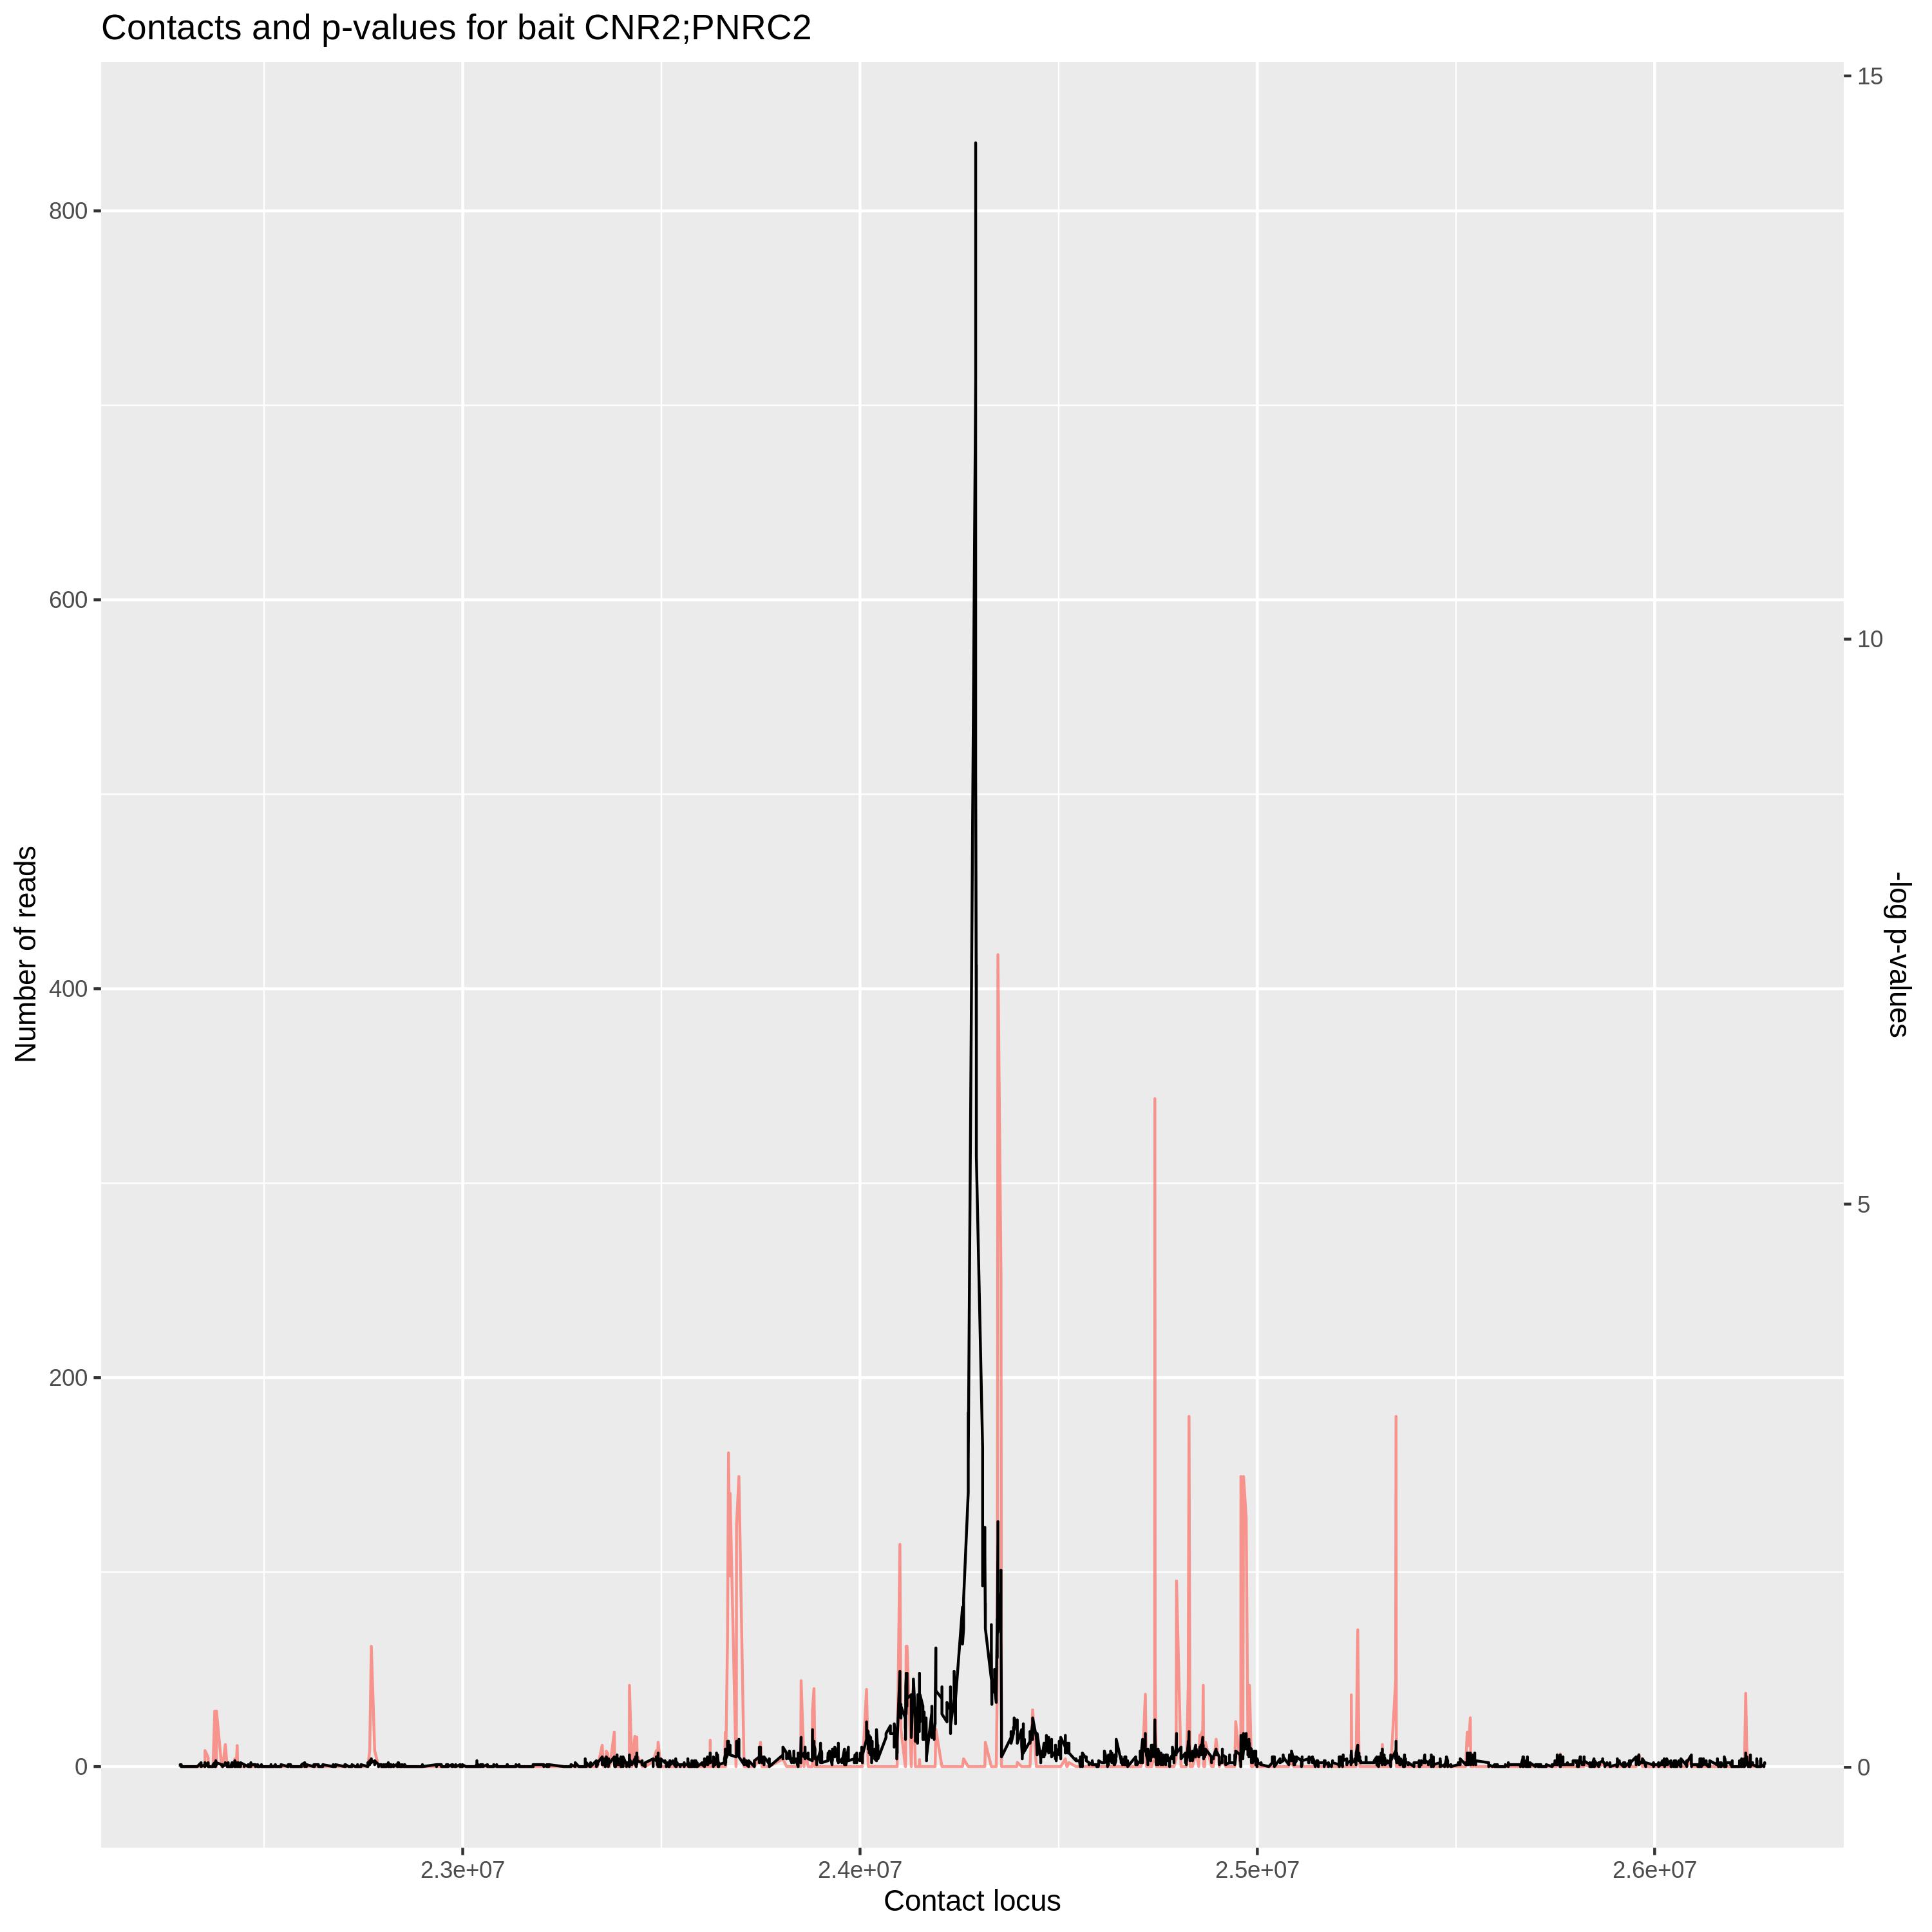 Contacts and p-values for bait CNR2;PNRC2
15
800
600
10
Number of reads
-log p-values
400
5
200
0
0
2.3e+07
2.4e+07
2.5e+07
2.6e+07
Contact locus